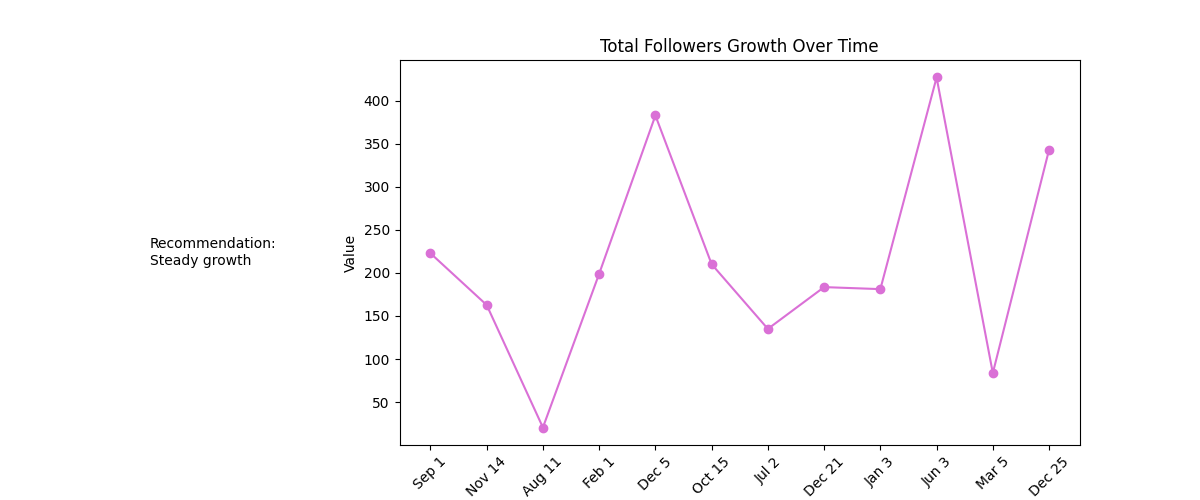 Total Followers Growth Over Time
Recommendation:
Steady growth
Value
400
350
300
250
200
150
100
50
Sep 1
Nov 14
Aug 11
Feb 1
Dec 5
Oct 15
Jul 2
Dec 21
Jan 3
Jun 3
Mar 5
Dec 25